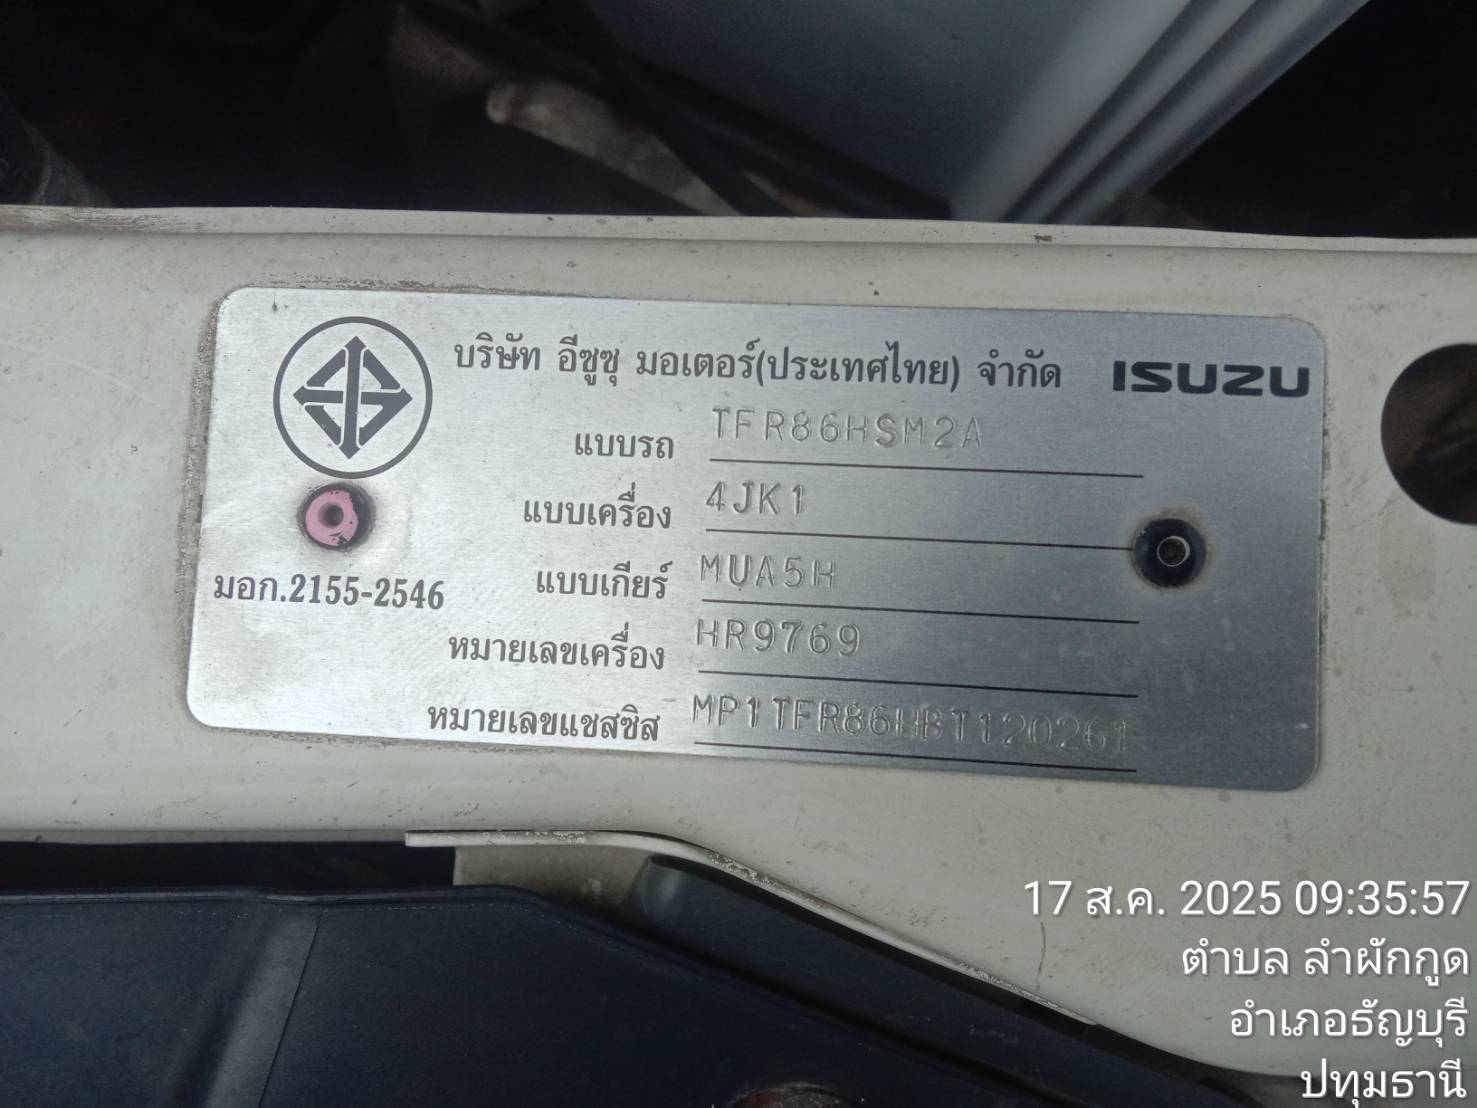 บริษัท อีซูซุ มอเตอร์(ประเทศไทย) จำกัด ISUZU
แบบรถ TFR86HSM2A
แบบเครื่อง 4JK1
แบบเกียร์ MUA5H
มอก.2155-2546
หมายเลขเครื่อง HR9769
หมายเลขแชสซิส MP1TFR86HBT120261
17 ส.ค. 2025 09:35:57
ตำบล ลำผักกูด
อำเภอธัญบุรี
ปทุมธานี